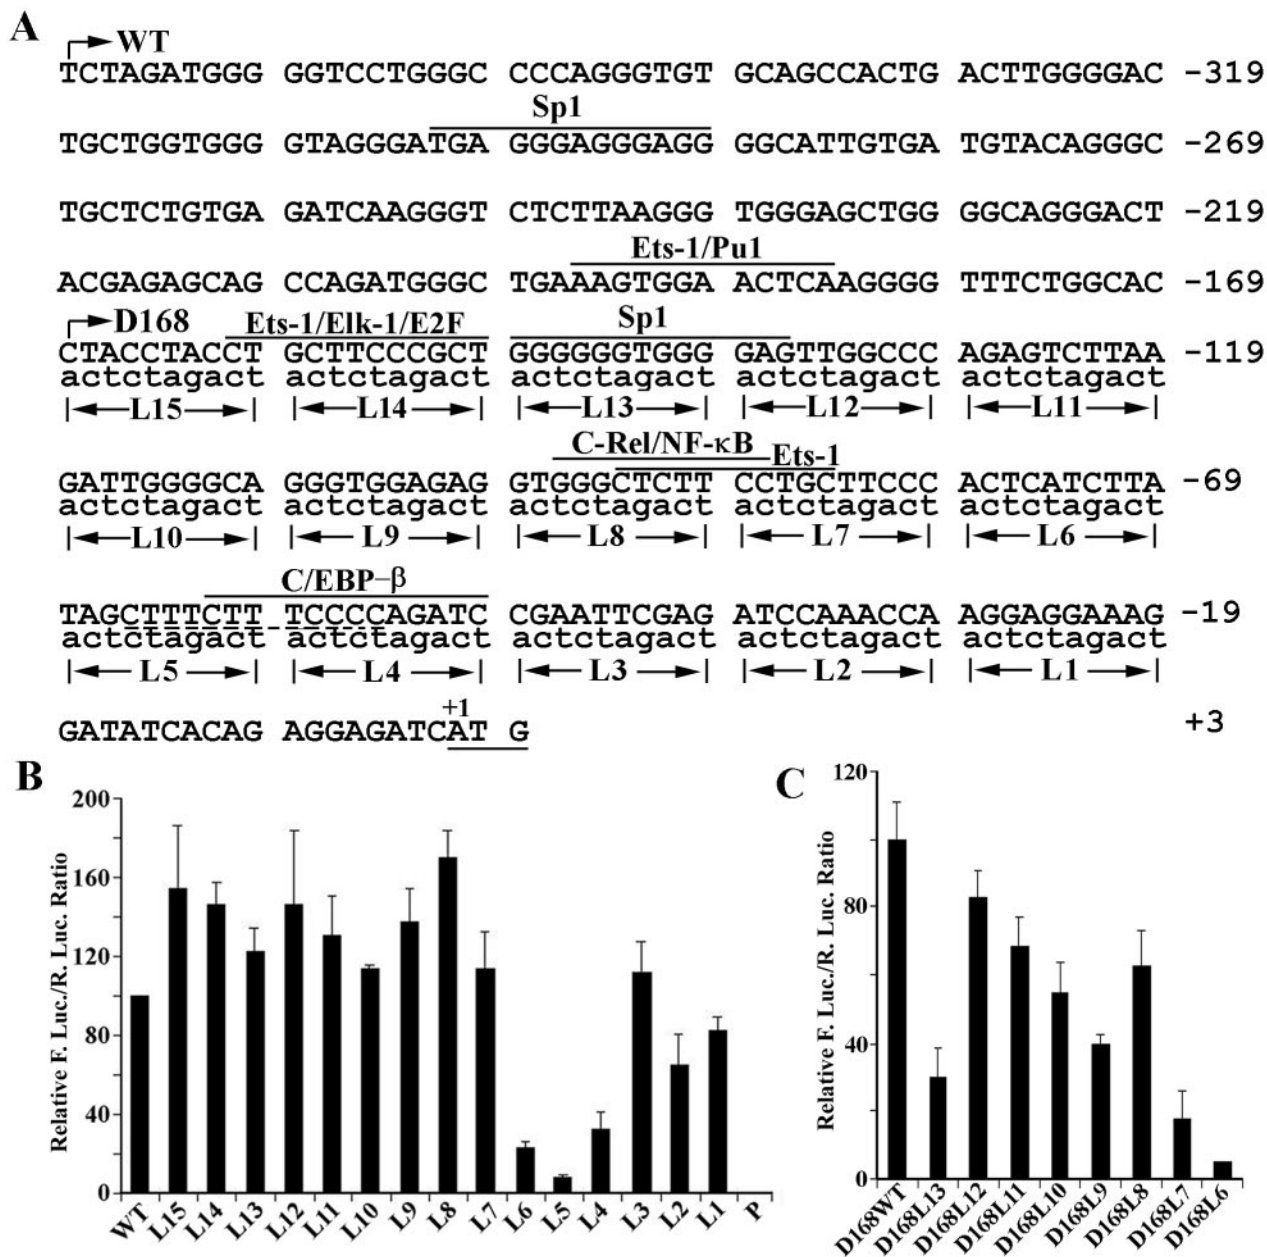 A
WT
TCTAGATGGG GGTCCTGGGC CCCAGGGTGT GCAGCCACTG ACTTGGGGAC -319
Sp1
TGCTGGTGGG GTAGGGATGA GGGAGGGAGG GGCATTGTGA TGTACAGGGC -269
TGCTCTGTGA GATCAAGGGT CTCTTAAGGG TGGGAGCTGG GGCAGGGACT -219
Ets-1/Pu1
ACGAGAGCAG CCAGATGGGC TGAAAGTGGA ACTCAAGGGG TTTCTGGCAC -169
D168 Ets-1/Elk-1/E2F Sp1
CTACCTACCT GCTTCCCGCT GGGGGGTGGG GAGTTGGCCC AGAGTCTTAA -119
actctagact actctagact actctagact actctagact actctagact
L15 L14 L13 L12 L11
C-Rel/NF-κB Ets-1
GATTGGGGCA GGGTGGAGAG GTGGGCTCTT CCTGCTTCCC ACTCATCTTA -69
actctagact actctagact actctagact actctagact actctagact
L10 L9 L8 L7 L6
C/EBP-β
TAGCTTTCTT TCCCCAGATC CGAATTCGAG ATCCAAACCA AGGAGGAAAG -19
actctagact actctagact actctagact actctagact actctagact
L5 L4 L3 L2 L1
+1
GATATCACAG AGGAGATCAT G +3
B
Relative F. Luc./R. Luc. Ratio
200
160
120
80
40
0
WT L15 L14 L13 L12 L11 L10 L9 L8 L7 L6 L5 L4 L3 L2 L1 P
C
Relative F. Luc./R. Luc. Ratio
120
80
40
0
D168WT D168L13 D168L12 D168L11 D168L10 D168L9 D168L8 D168L7 D168L6